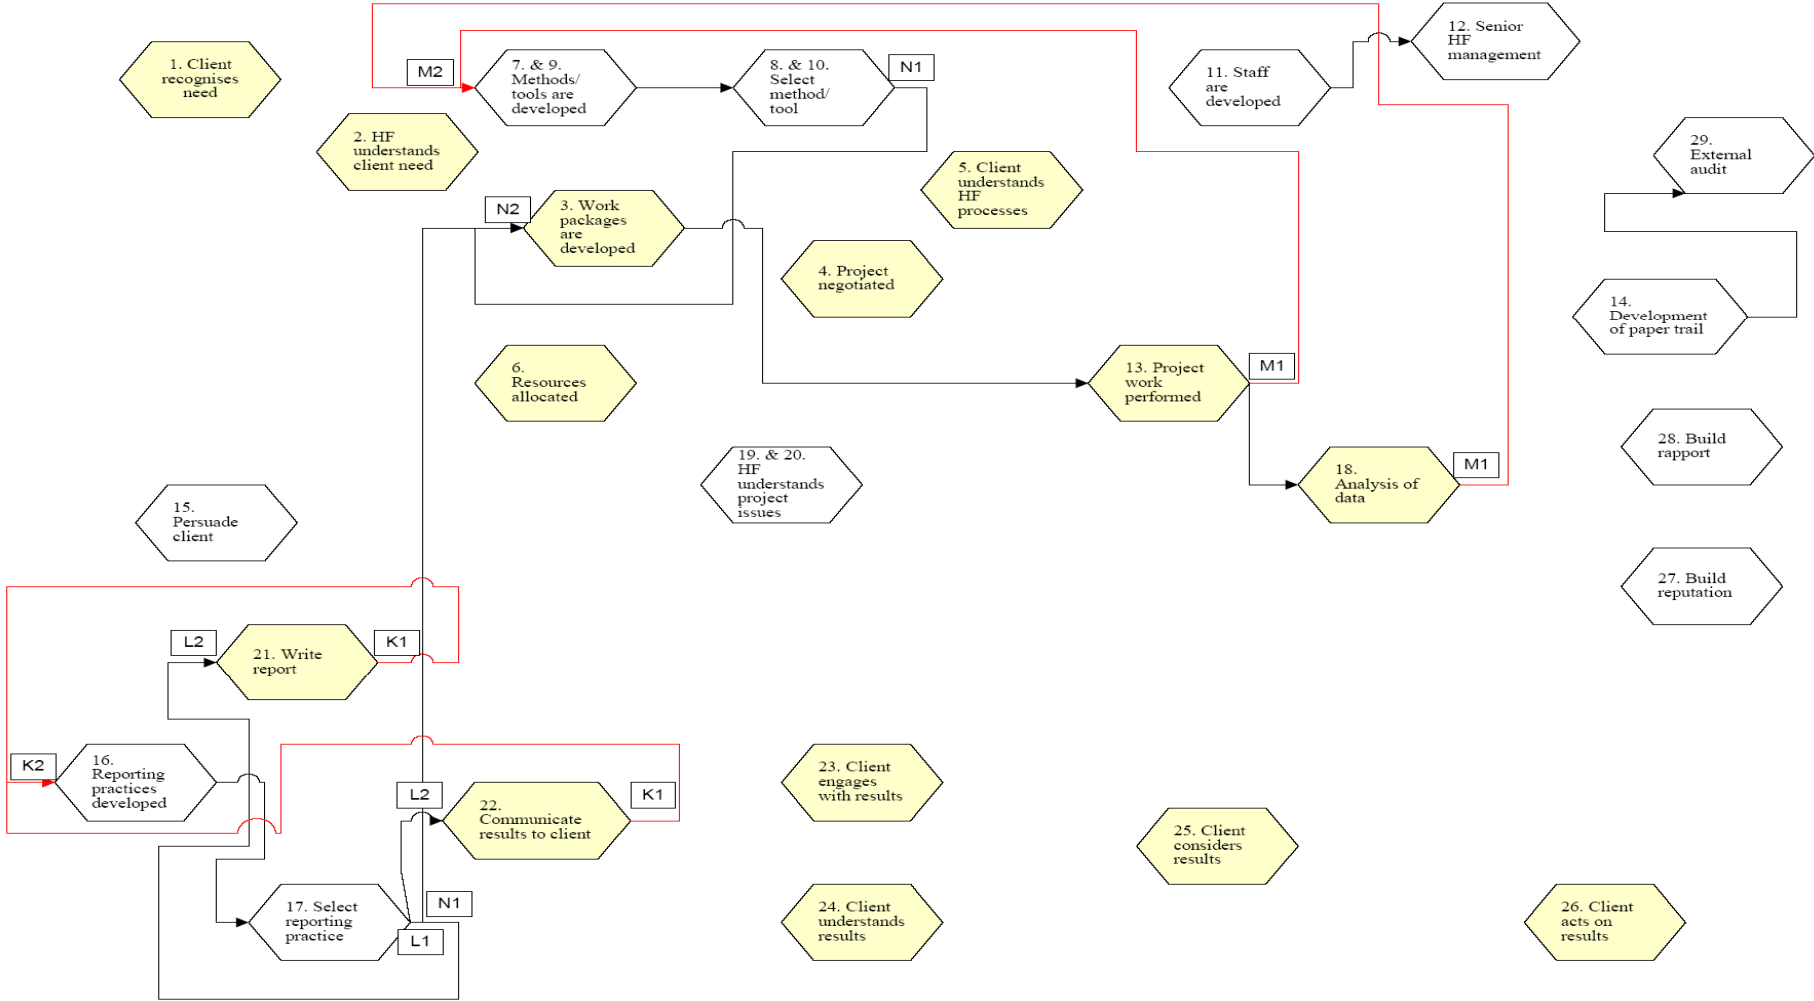 12. Senior
HF
management
1. Client
recognises
need
M2
7. & 9.
Methods/
tools are
developed
8. & 10.
Select
method/
tool
N1
11. Staff
are
developed
2. HF
understands
client need
29.
External
audit
5. Client
understands
HF
processes
N2
3. Work
packages
are
developed
4. Project
negotiated
14.
Development
of paper trail
6.
Resources
allocated
13. Project
work
performed
M1
28. Build
rapport
19. & 20.
HF
understands
project
issues
18.
Analysis of
data
M1
15.
Persuade
client
27. Build
reputation
L2
21. Write
report
K1
K2
16.
Reporting
practices
developed
L2
22.
Communicate
results to client
K1
23. Client
engages
with results
25. Client
considers
results
17. Select
reporting
practice
N1
L1
24. Client
understands
results
26. Client
acts on
results